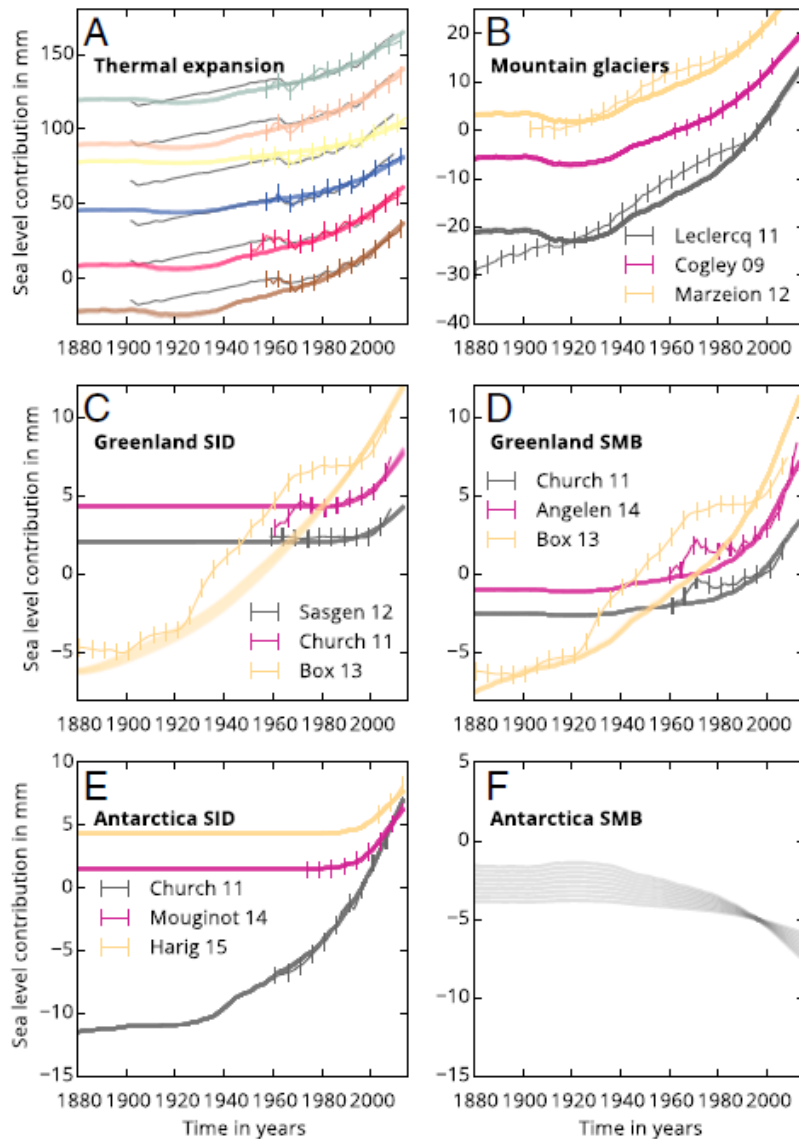 A
Thermal expansion
Sea level contribution in mm
150
100
50
0
1880 1900 1920 1940 1960 1980 2000
B
Mountain glaciers
20
10
0
−10
−20
−30
−40
Leclercq 11
Cogley 09
Marzeion 12
1880 1900 1920 1940 1960 1980 2000
C
Greenland SID
Sea level contribution in mm
10
5
0
−5
Sasgen 12
Church 11
Box 13
1880 1900 1920 1940 1960 1980 2000
D
Greenland SMB
10
5
0
−5
Church 11
Angelen 14
Box 13
1880 1900 1920 1940 1960 1980 2000
E
Antarctica SID
Sea level contribution in mm
10
5
0
−5
−10
−15
Church 11
Mouginot 14
Harig 15
1880 1900 1920 1940 1960 1980 2000
Time in years
F
Antarctica SMB
5
0
−5
−10
−15
1880 1900 1920 1940 1960 1980 2000
Time in years